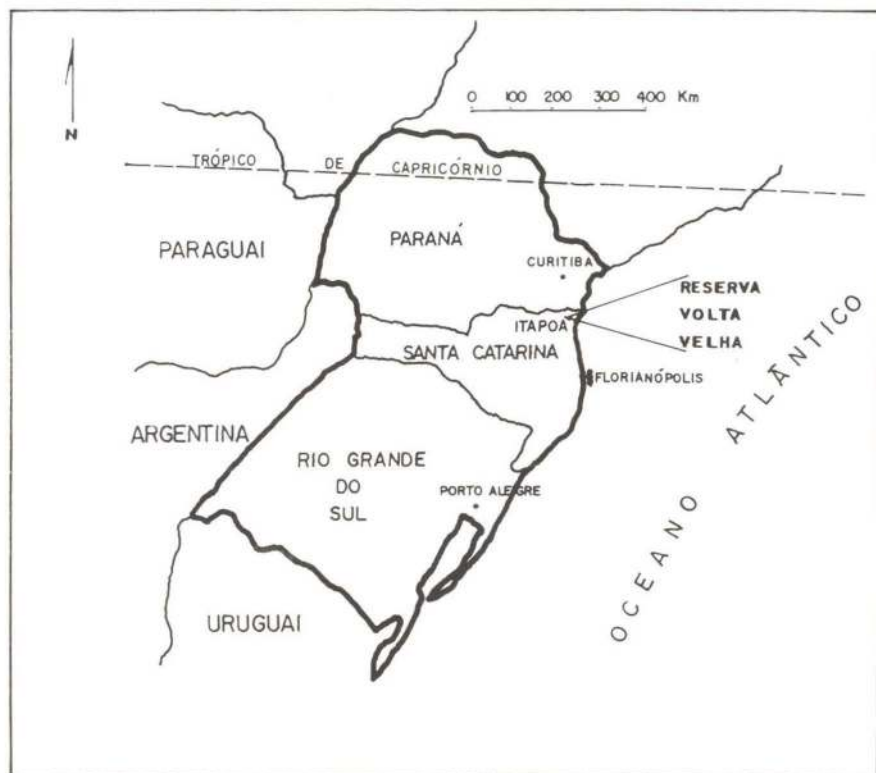 0 100 200 300 400 Km
N
TRÓPICO DE CAPRICÓRNIO
PARAGUAI
PARANÁ
CURITIBA
RESERVA
VOLTA
VELHA
ITAPOÁ
SANTA CATARINA
FLORIANÓPOLIS
ARGENTINA
RIO GRANDE
DO
SUL
PORTO ALEGRE
URUGUAI
OCEANO ATLÂNTICO